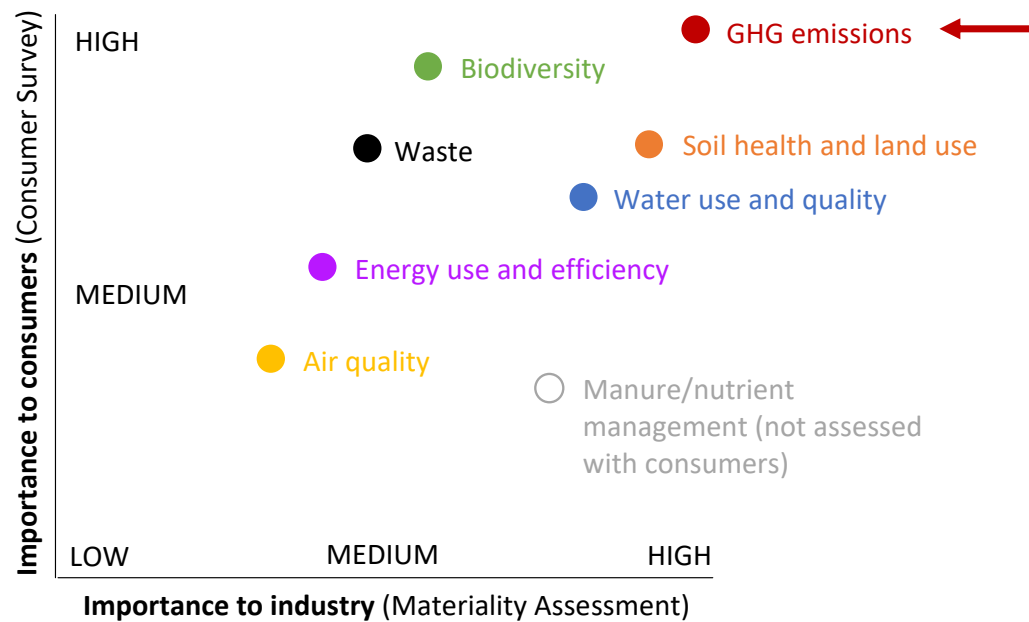 HIGH
GHG emissions
Biodiversity
Waste
Soil health and land use
Water use and quality
Energy use and efficiency
MEDIUM
Air quality
Manure/nutrient
management (not assessed
with consumers)
Importance to consumers (Consumer Survey)
LOW
MEDIUM
HIGH
Importance to industry (Materiality Assessment)